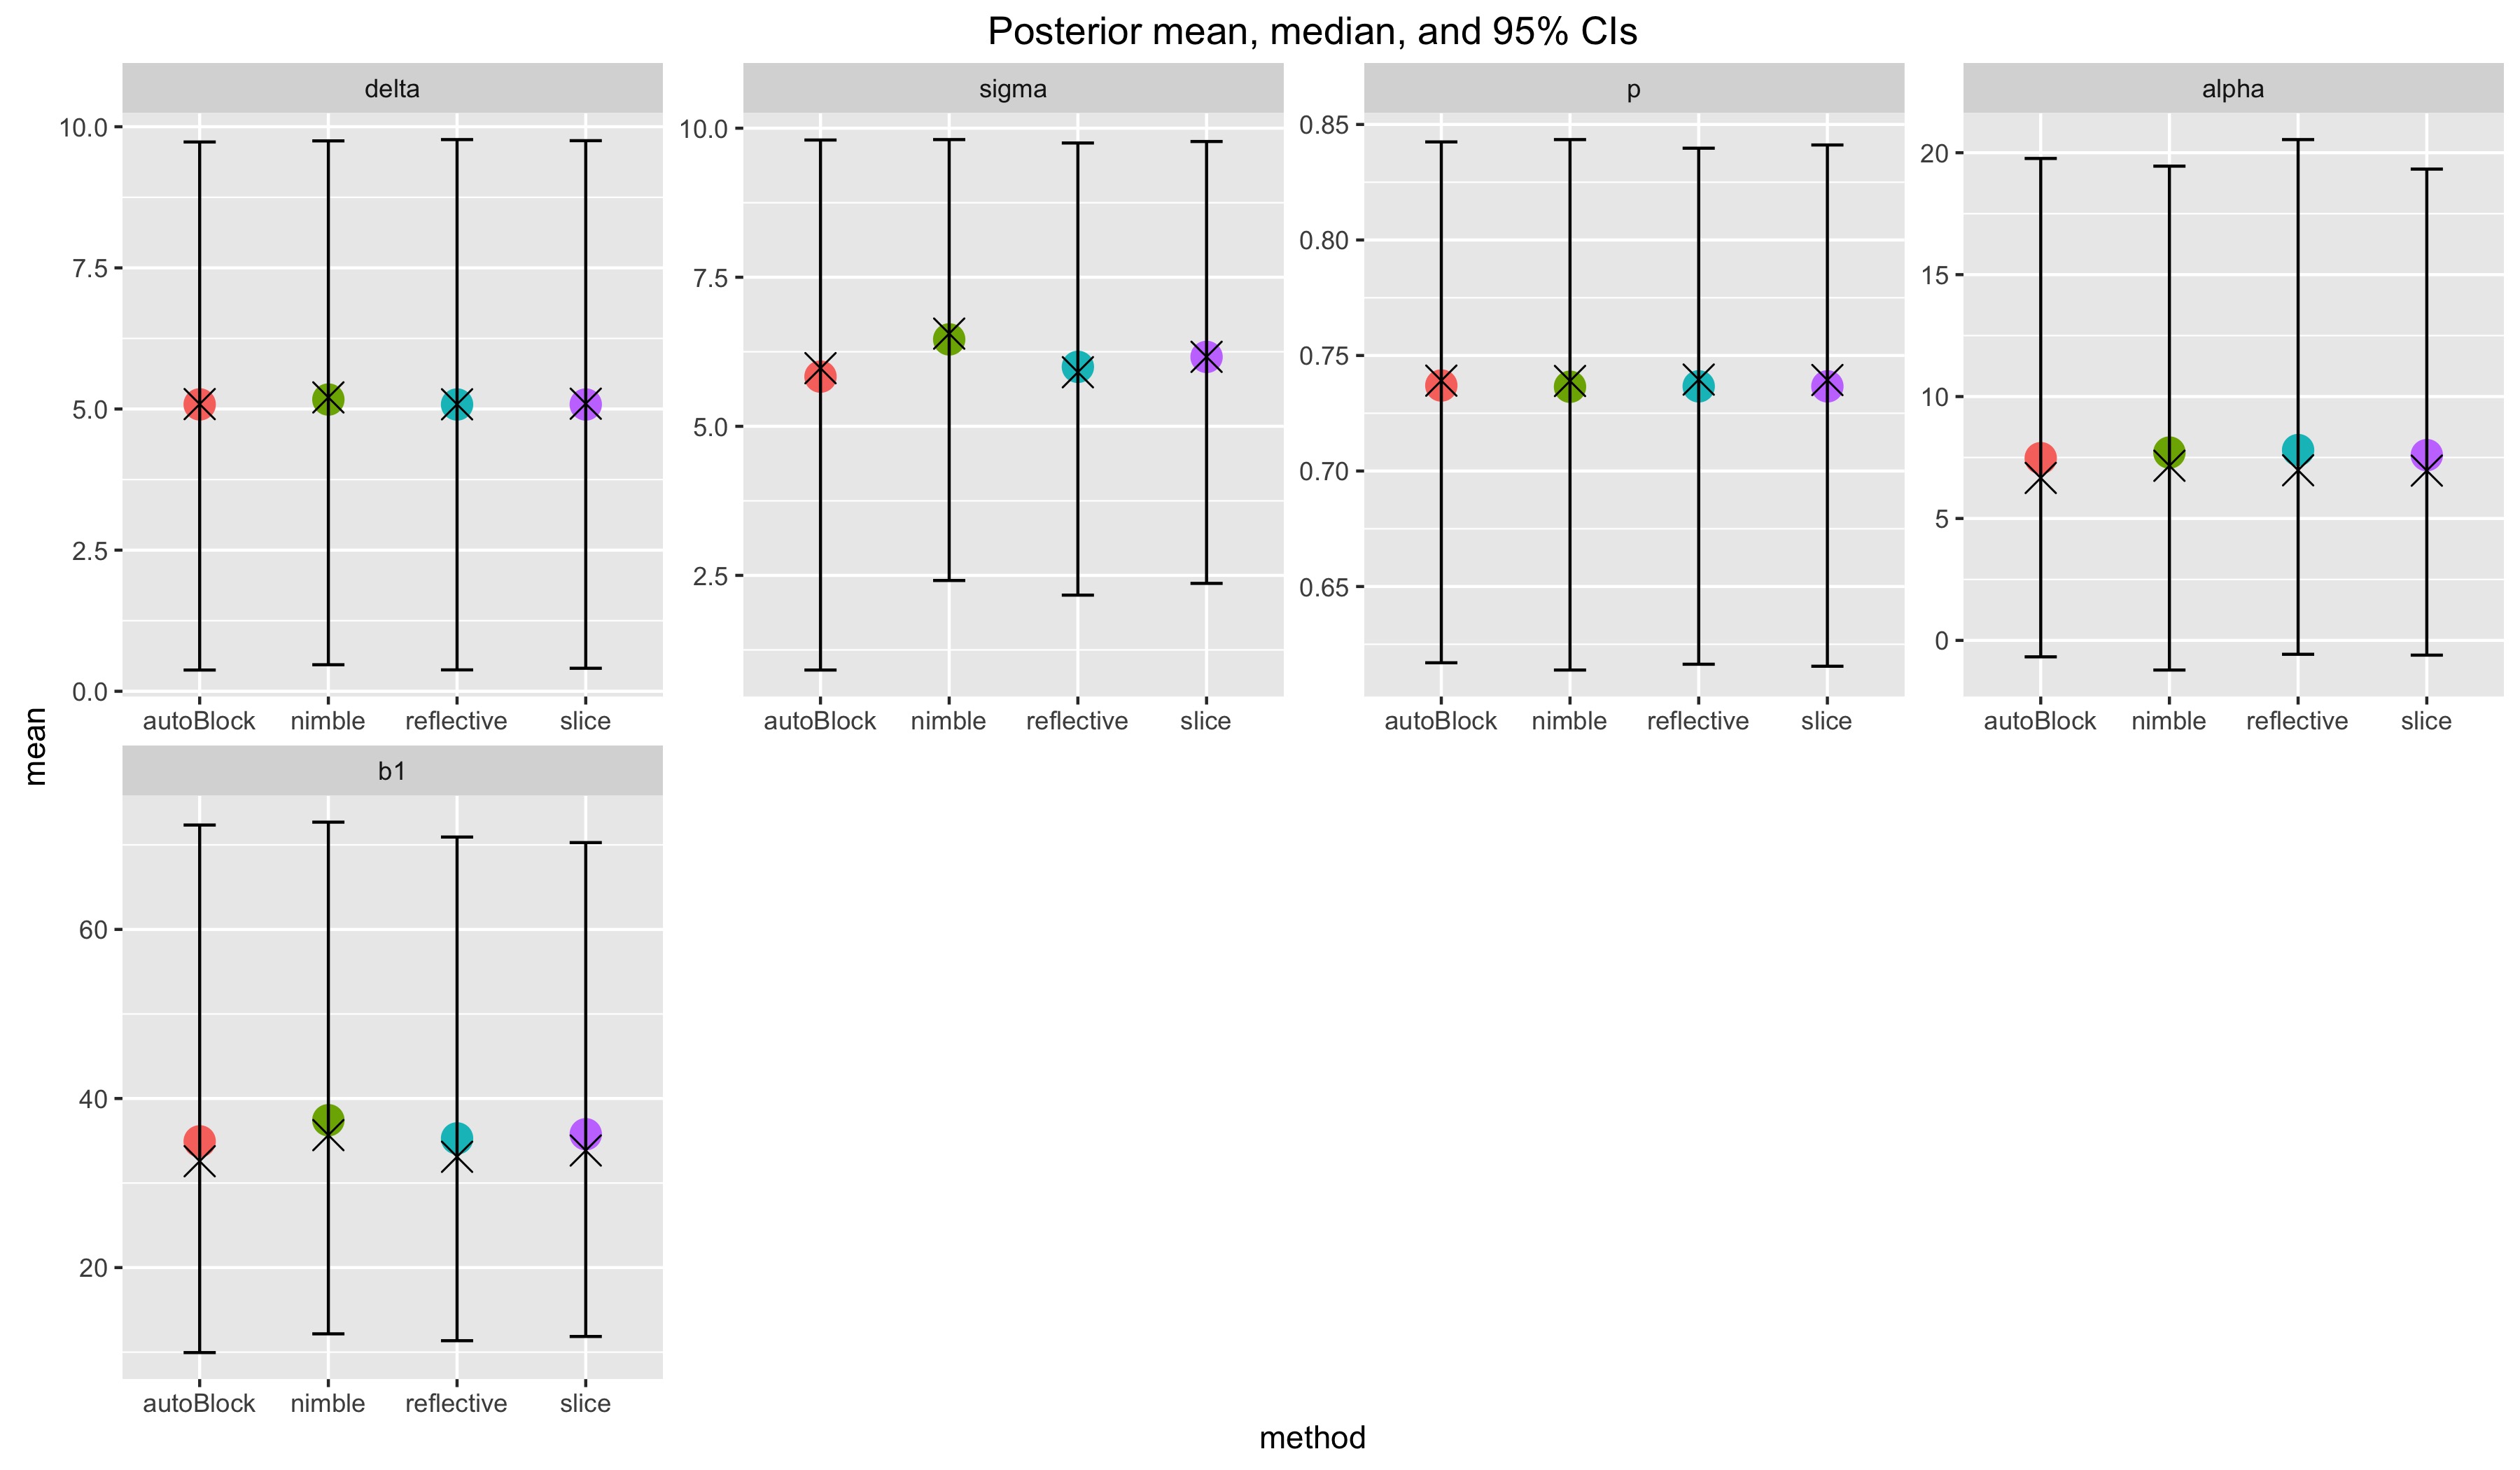 Posterior mean, median, and 95% CIs
delta
sigma
p
alpha
10.0
7.5
5.0
2.5
0.0
10.0
7.5
5.0
2.5
0.85
0.80
0.75
0.70
0.65
20
15
10
5
0
autoBlock nimble reflective slice
autoBlock nimble reflective slice
autoBlock nimble reflective slice
autoBlock nimble reflective slice
mean
b1
60
40
20
autoBlock nimble reflective slice
method